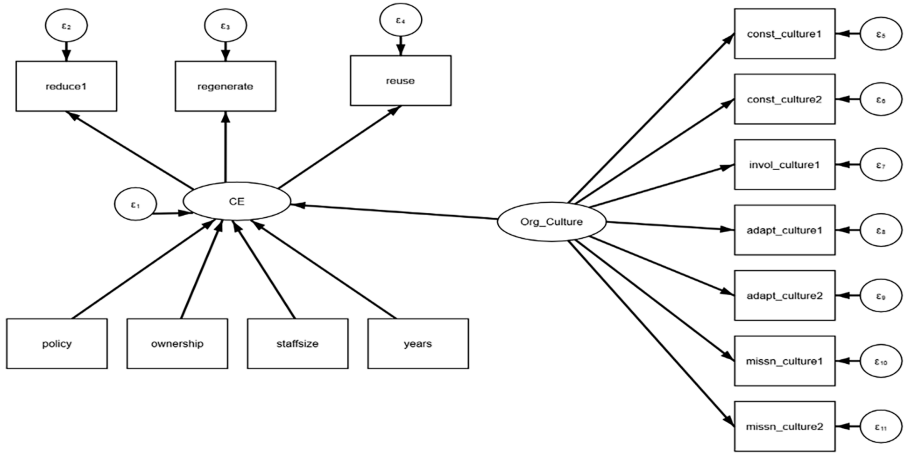 ε₂
ε₃
ε₄
reduce1
regenerate
reuse
ε₁
CE
policy
ownership
staffsize
years
Org_Culture
const_culture1
ε₅
const_culture2
ε₆
invol_culture1
ε₇
adapt_culture1
ε₈
adapt_culture2
ε₉
missn_culture1
ε₁₀
missn_culture2
ε₁₁